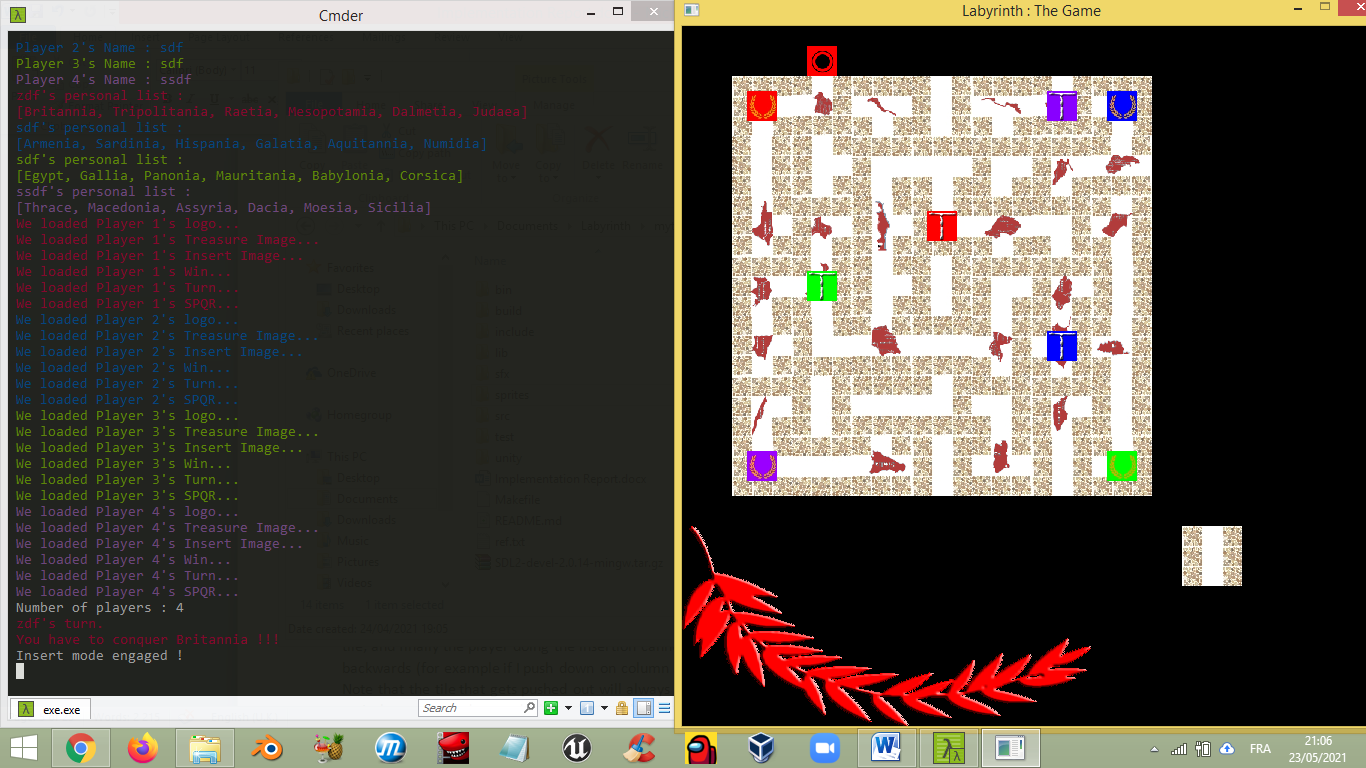 Cmder
Player 2's Name : sdf
Player 3's Name : sdf
Player 4's Name : ssdf
zdf's personal list :
[Britannia, Tripolitania, Raetia, Mesopotamia, Dalmetia, Judaea]
sdf's personal list :
[Armenia, Sardinia, Hispania, Galatia, Aquitannia, Numidia]
sdf's personal list :
[Egypt, Gallia, Panonia, Mauritania, Babylonia, Corsica]
ssdf's personal list :
[Thrace, Macedonia, Assyria, Dacia, Moesia, Sicilia]
We loaded Player 1's logo...
We loaded Player 1's Treasure Image...
We loaded Player 1's Insert Image...
We loaded Player 1's Win...
We loaded Player 1's Turn...
We loaded Player 1's SPQR...
We loaded Player 2's logo...
We loaded Player 2's Treasure Image...
We loaded Player 2's Insert Image...
We loaded Player 2's Win...
We loaded Player 2's Turn...
We loaded Player 2's SPQR...
We loaded Player 3's logo...
We loaded Player 3's Treasure Image...
We loaded Player 3's Insert Image...
We loaded Player 3's Win...
We loaded Player 3's Turn...
We loaded Player 3's SPQR...
We loaded Player 4's logo...
We loaded Player 4's Treasure Image...
We loaded Player 4's Insert Image...
We loaded Player 4's Win...
We loaded Player 4's Turn...
We loaded Player 4's SPQR...
Number of players : 4
zdf's turn.
You have to conquer Britannia !!!
Insert mode engaged !
exe.exe
Search
Labyrinth : The Game
FRA
21:06
23/05/2021